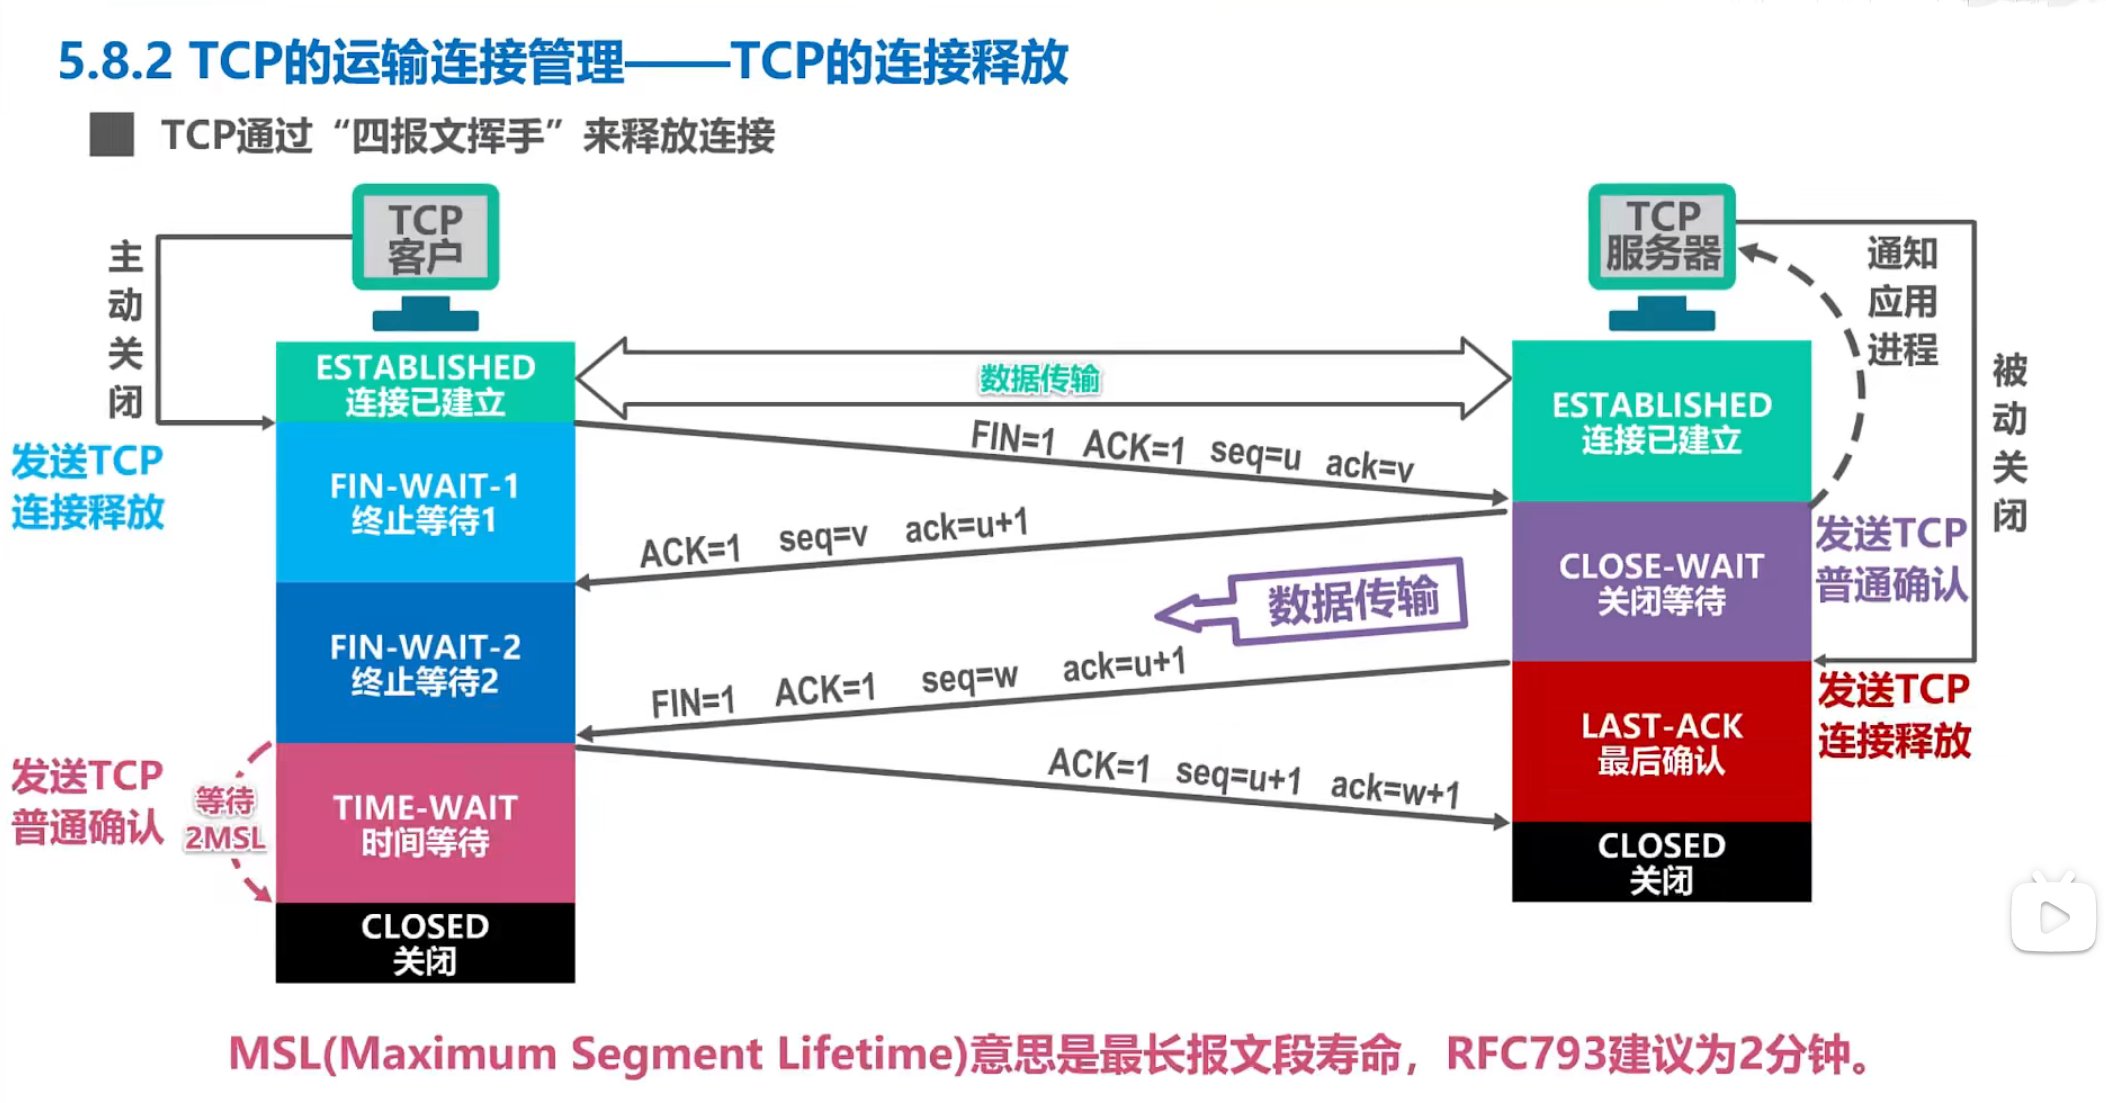 5.8.2 TCP的运输连接管理——TCP的连接释放
TCP通过“四报文挥手”来释放连接
TCP
客户
TCP
服务器
主动关闭
通知
应用
进程
被动关闭
ESTABLISHED
连接已建立
数据传输
ESTABLISHED
连接已建立
发送TCP
连接释放
FIN=1 ACK=1 seq=u ack=v
FIN-WAIT-1
终止等待1
ACK=1 seq=v ack=u+1
CLOSE-WAIT
关闭等待
发送TCP
普通确认
数据传输
FIN-WAIT-2
终止等待2
FIN=1 ACK=1 seq=w ack=u+1
LAST-ACK
最后确认
发送TCP
连接释放
发送TCP
普通确认
等待
2MSL
TIME-WAIT
时间等待
ACK=1 seq=u+1 ack=w+1
CLOSED
关闭
CLOSED
关闭
MSL(Maximum Segment Lifetime)意思是最长报文段寿命，RFC793建议为2分钟。